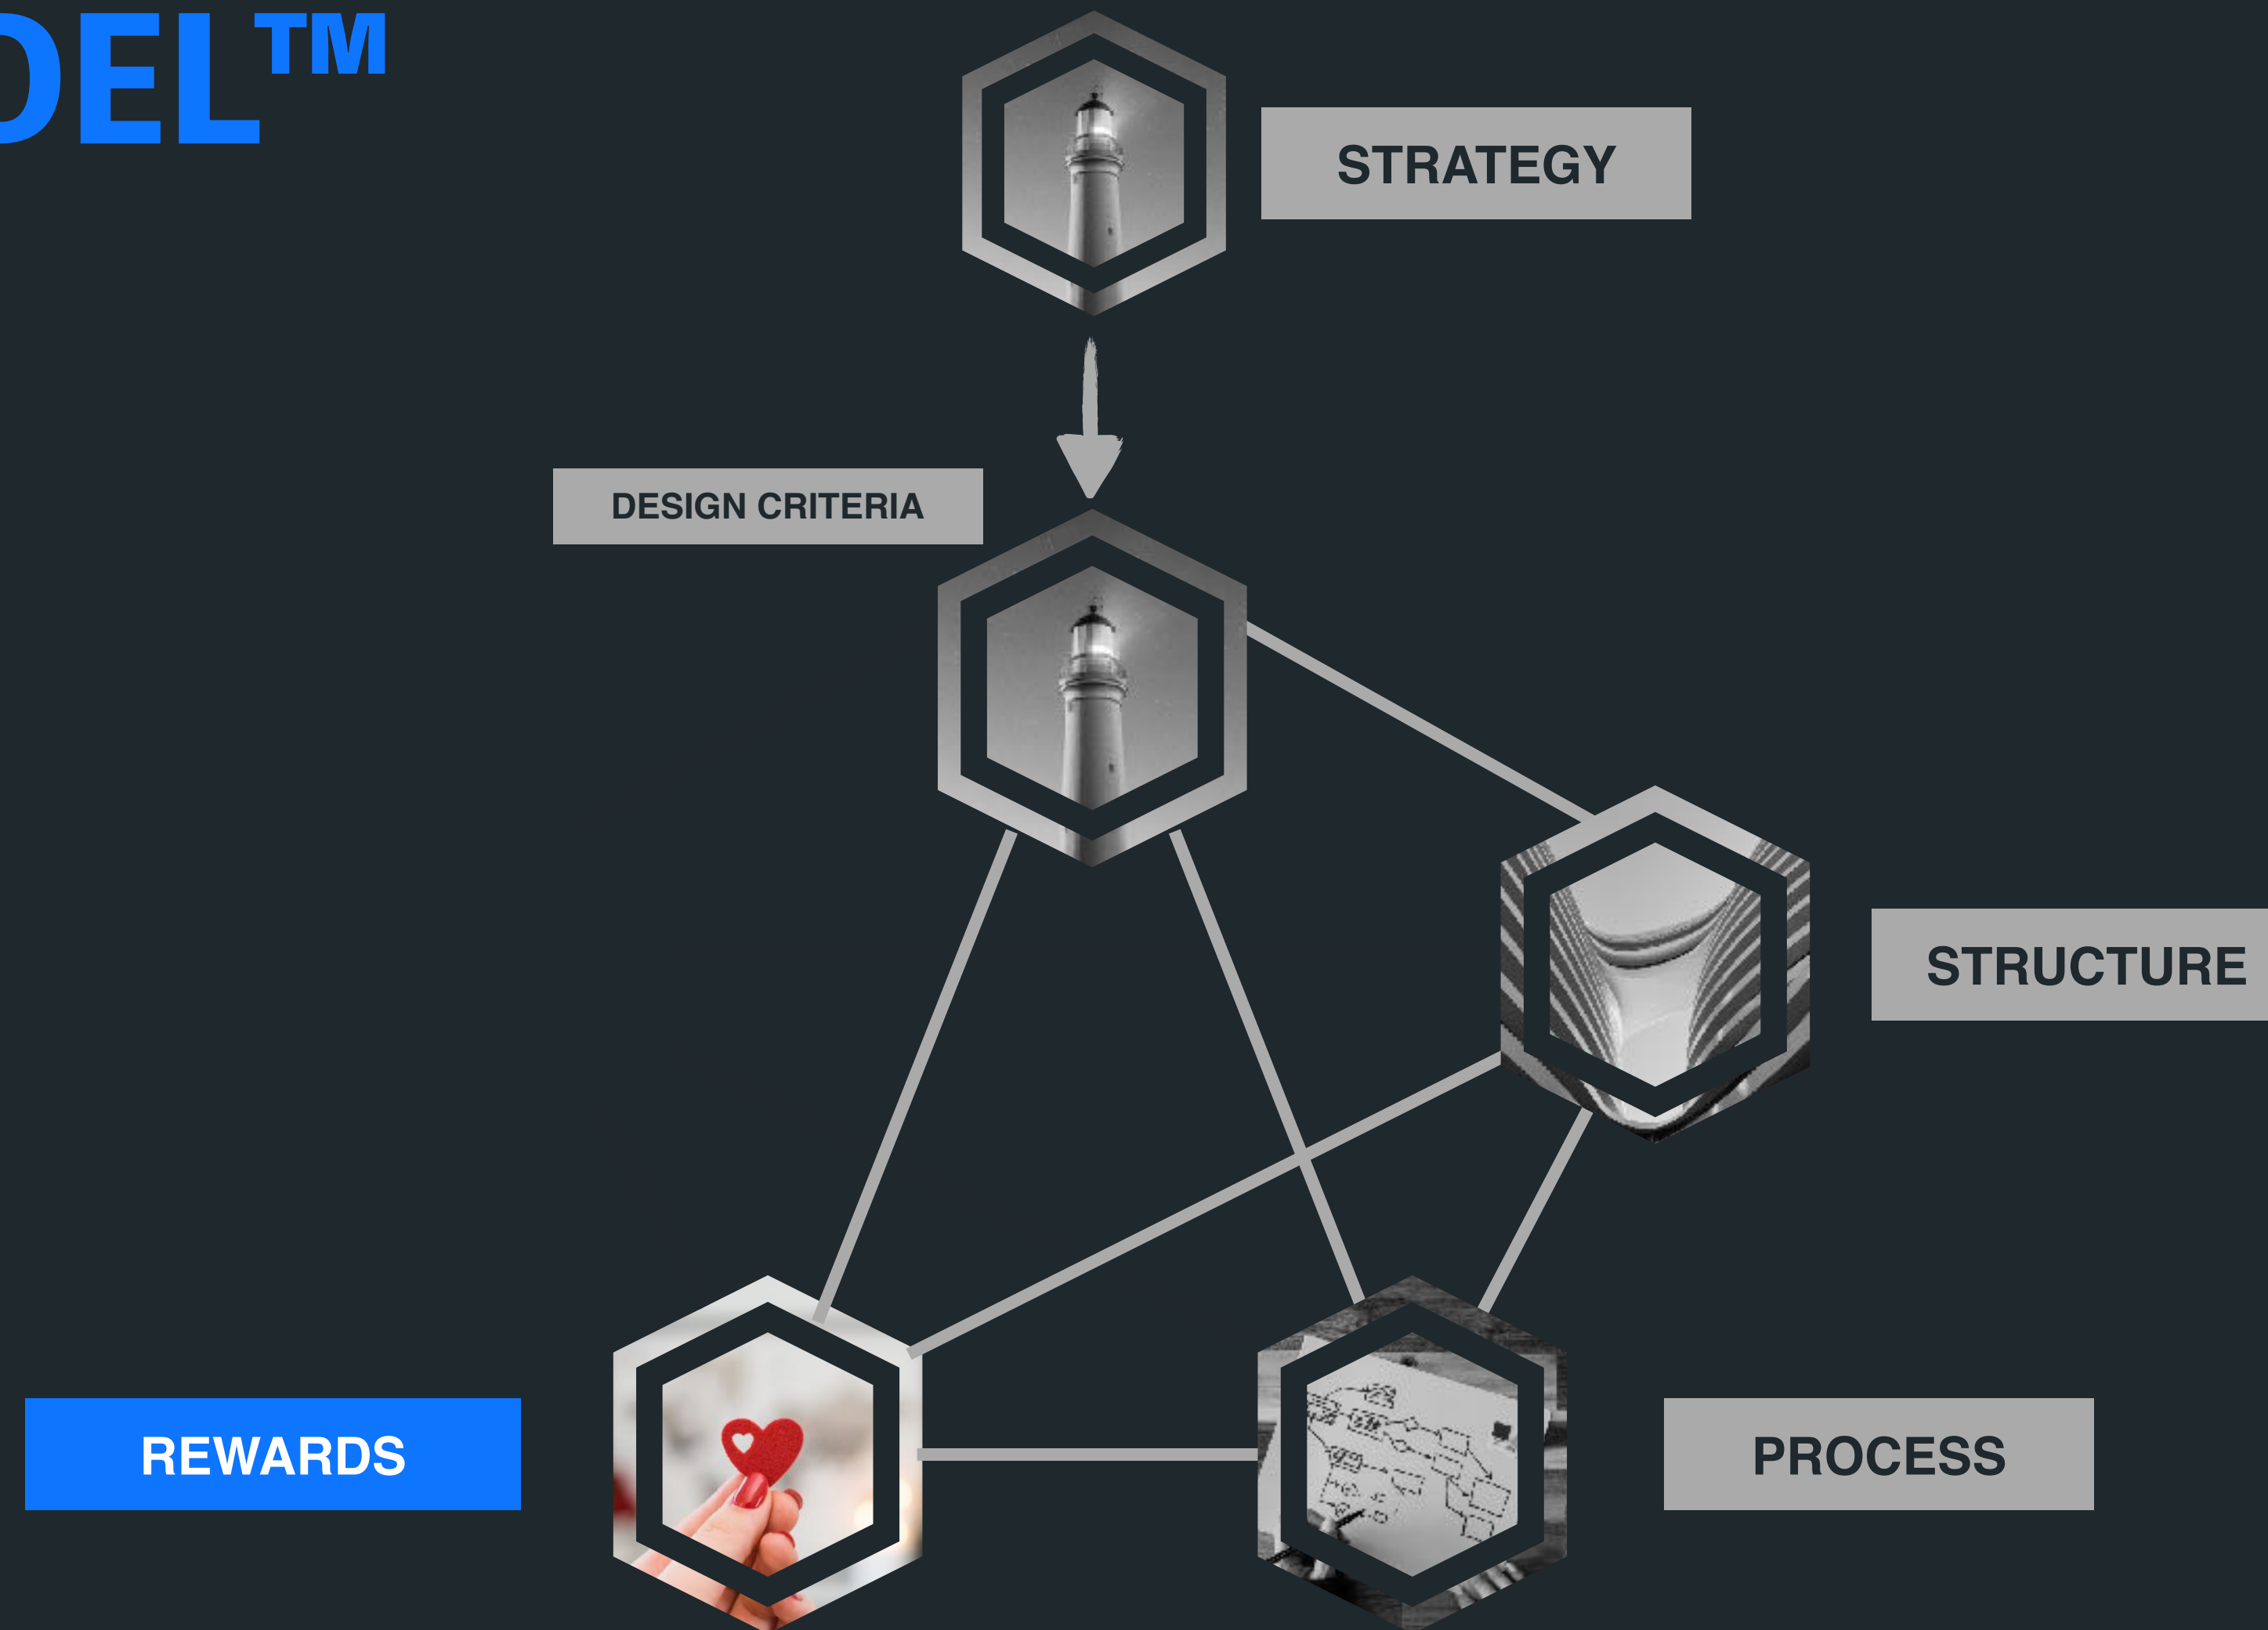 DEL™
STRATEGY
DESIGN CRITERIA
STRUCTURE
REWARDS
PROCESS